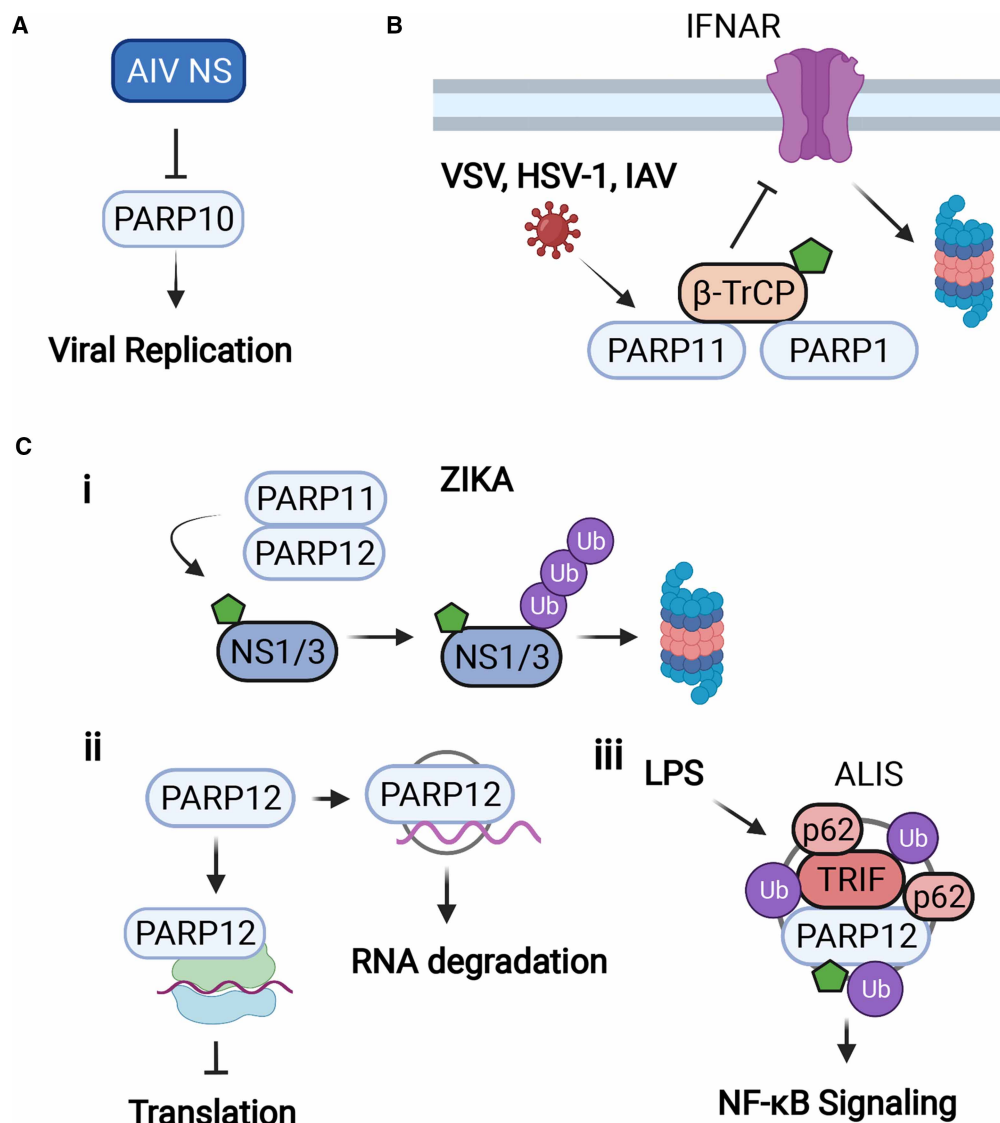 A
AIV NS
PARP10
Viral Replication
B
IFNAR
VSV, HSV-1, IAV
β-TrCP
PARP11
PARP1
C
i
ZIKA
PARP11
PARP12
NS1/3
Ub
Ub
Ub
NS1/3
ii
PARP12
PARP12
RNA degradation
PARP12
Translation
iii
LPS
ALIS
p62
Ub
TRIF
Ub
p62
PARP12
Ub
NF-κB Signaling